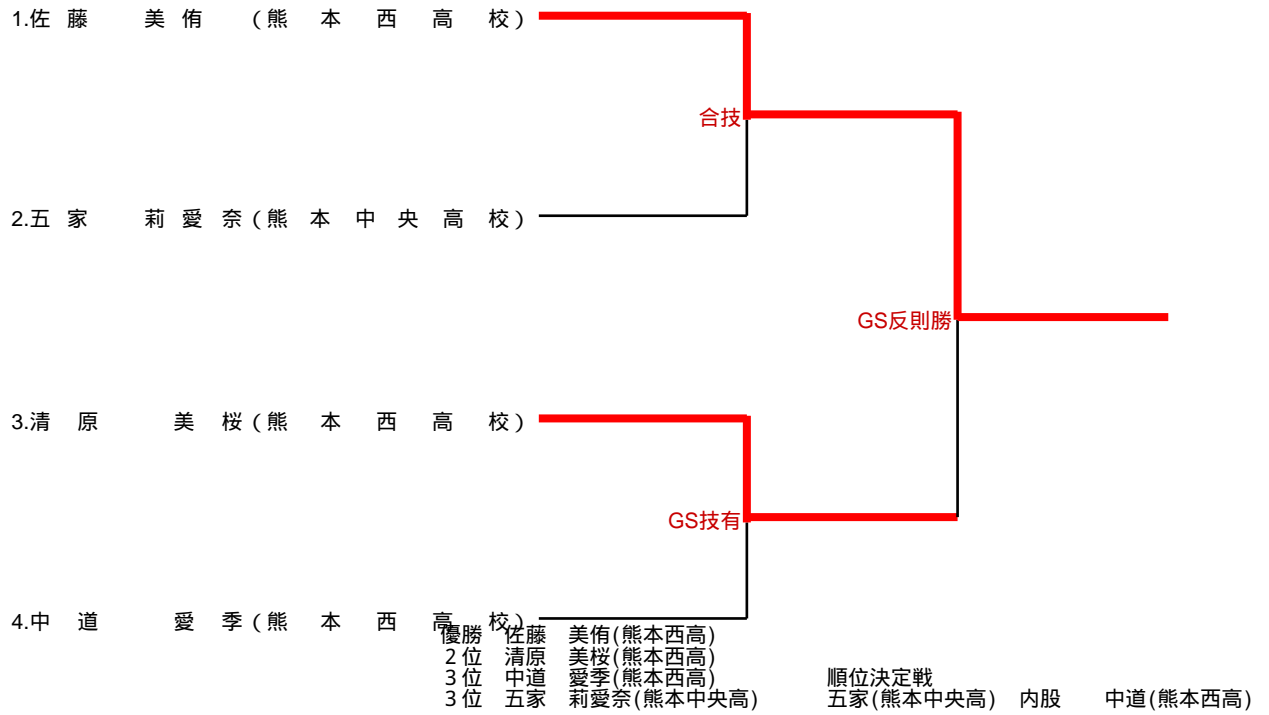 1.佐藤 美侑 (熊本西高校)
合技
2.五家 莉愛奈(熊本中央高校)
GS反則勝
3.清原 美桜(熊本西高校)
GS技有
4.中道 愛季(熊本西高校)
優勝 佐藤 美侑(熊本西高)
2位 清原 美桜(熊本西高)
3位 中道 愛季(熊本西高) 順位決定戦
3位 五家 莉愛奈(熊本中央高) 五家(熊本中央高) 内股 中道(熊本西高)